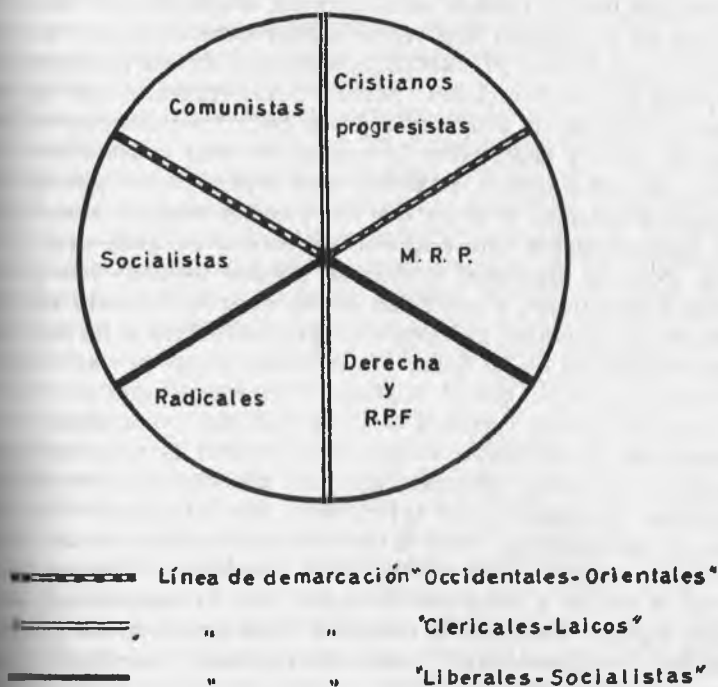 Comunistas
Cristianos
progresistas
Socialistas
M. R. P.
Radicales
Derecha
y
R.P.F
Línea de demarcación "Occidentales-Orientales"
" " "Clericales-Laicos"
" " "Liberales-Socialistas"